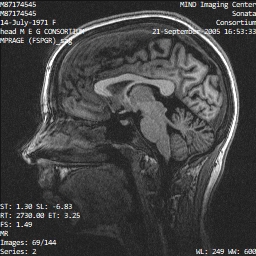 M87174545
M87174545
14-July-1971 F
head M E G CONSORTIUM
MPRAGE (FSPGR)_sag
MIND Imaging Center
Sonata
Consortium
21-September-2005 16:53:33
ST: 1.30 SL: -6.83
RT: 2730.00 ET: 3.25
FS: 1.49
MR
Images: 69/144
Series: 2
WL: 249 WW: 600